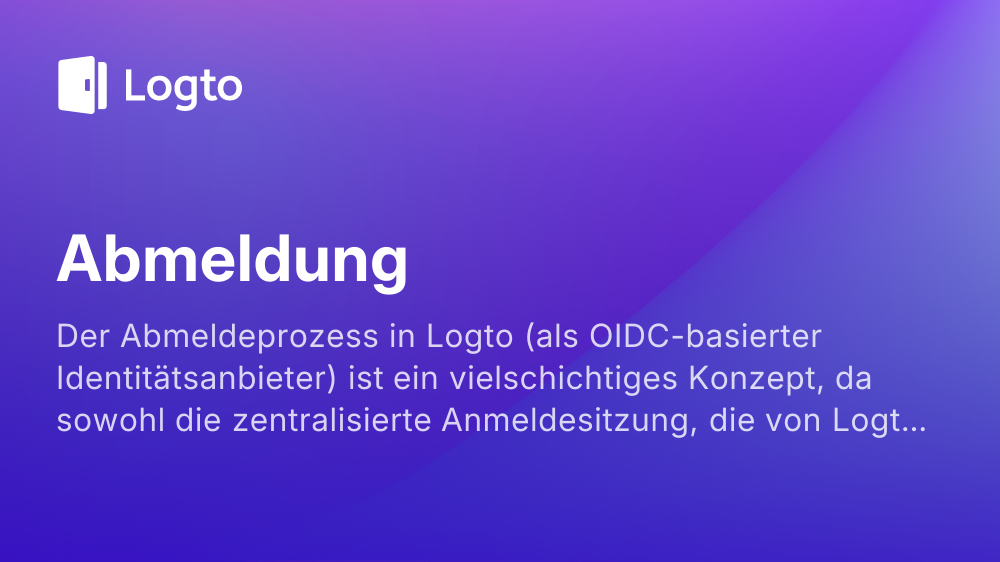 Logto
Abmeldung
Der Abmeldeprozess in Logto (als OIDC-basierter
Identitätsanbieter) ist ein vielschichtiges Konzept, da
sowohl die zentralisierte Anmeldesitzung, die von Logt...